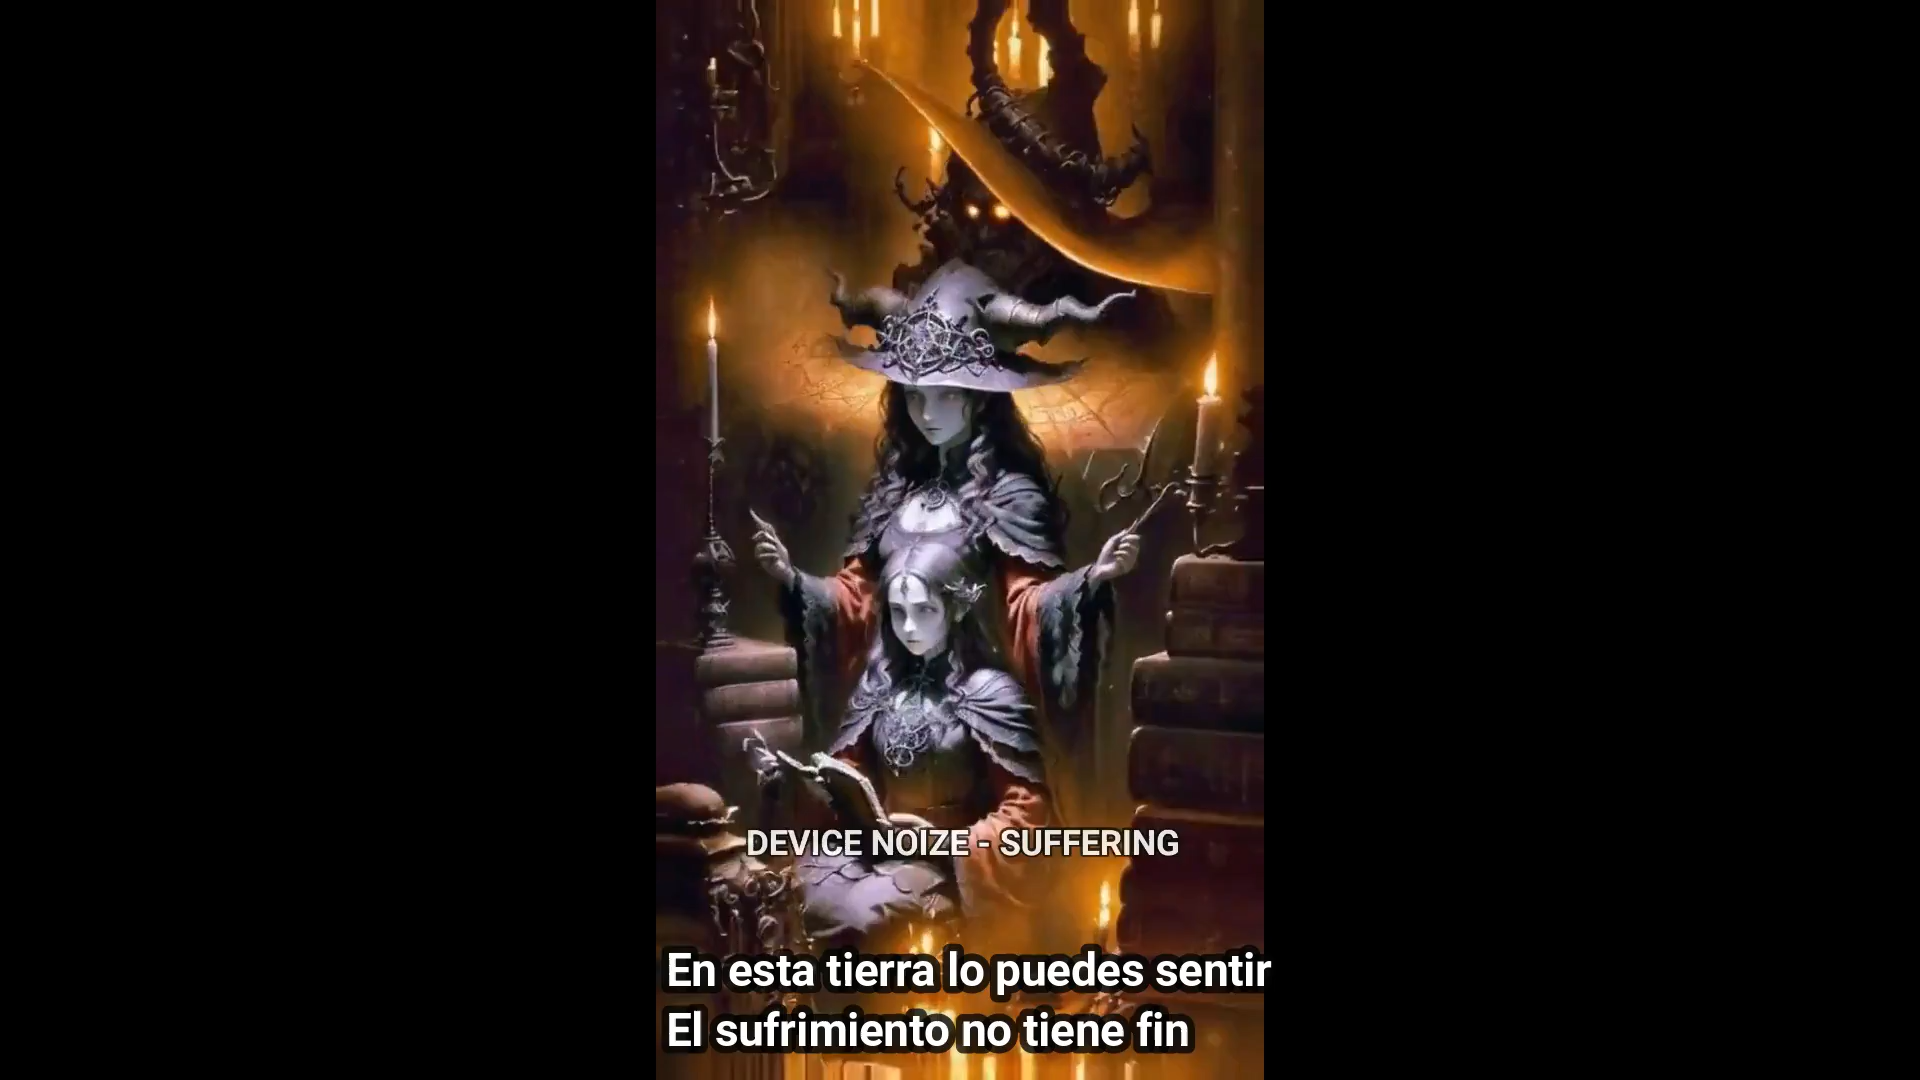 DEVICE NOIZE - SUFFERING
En esta tierra lo puedes sentir
El sufrimiento no tiene fin